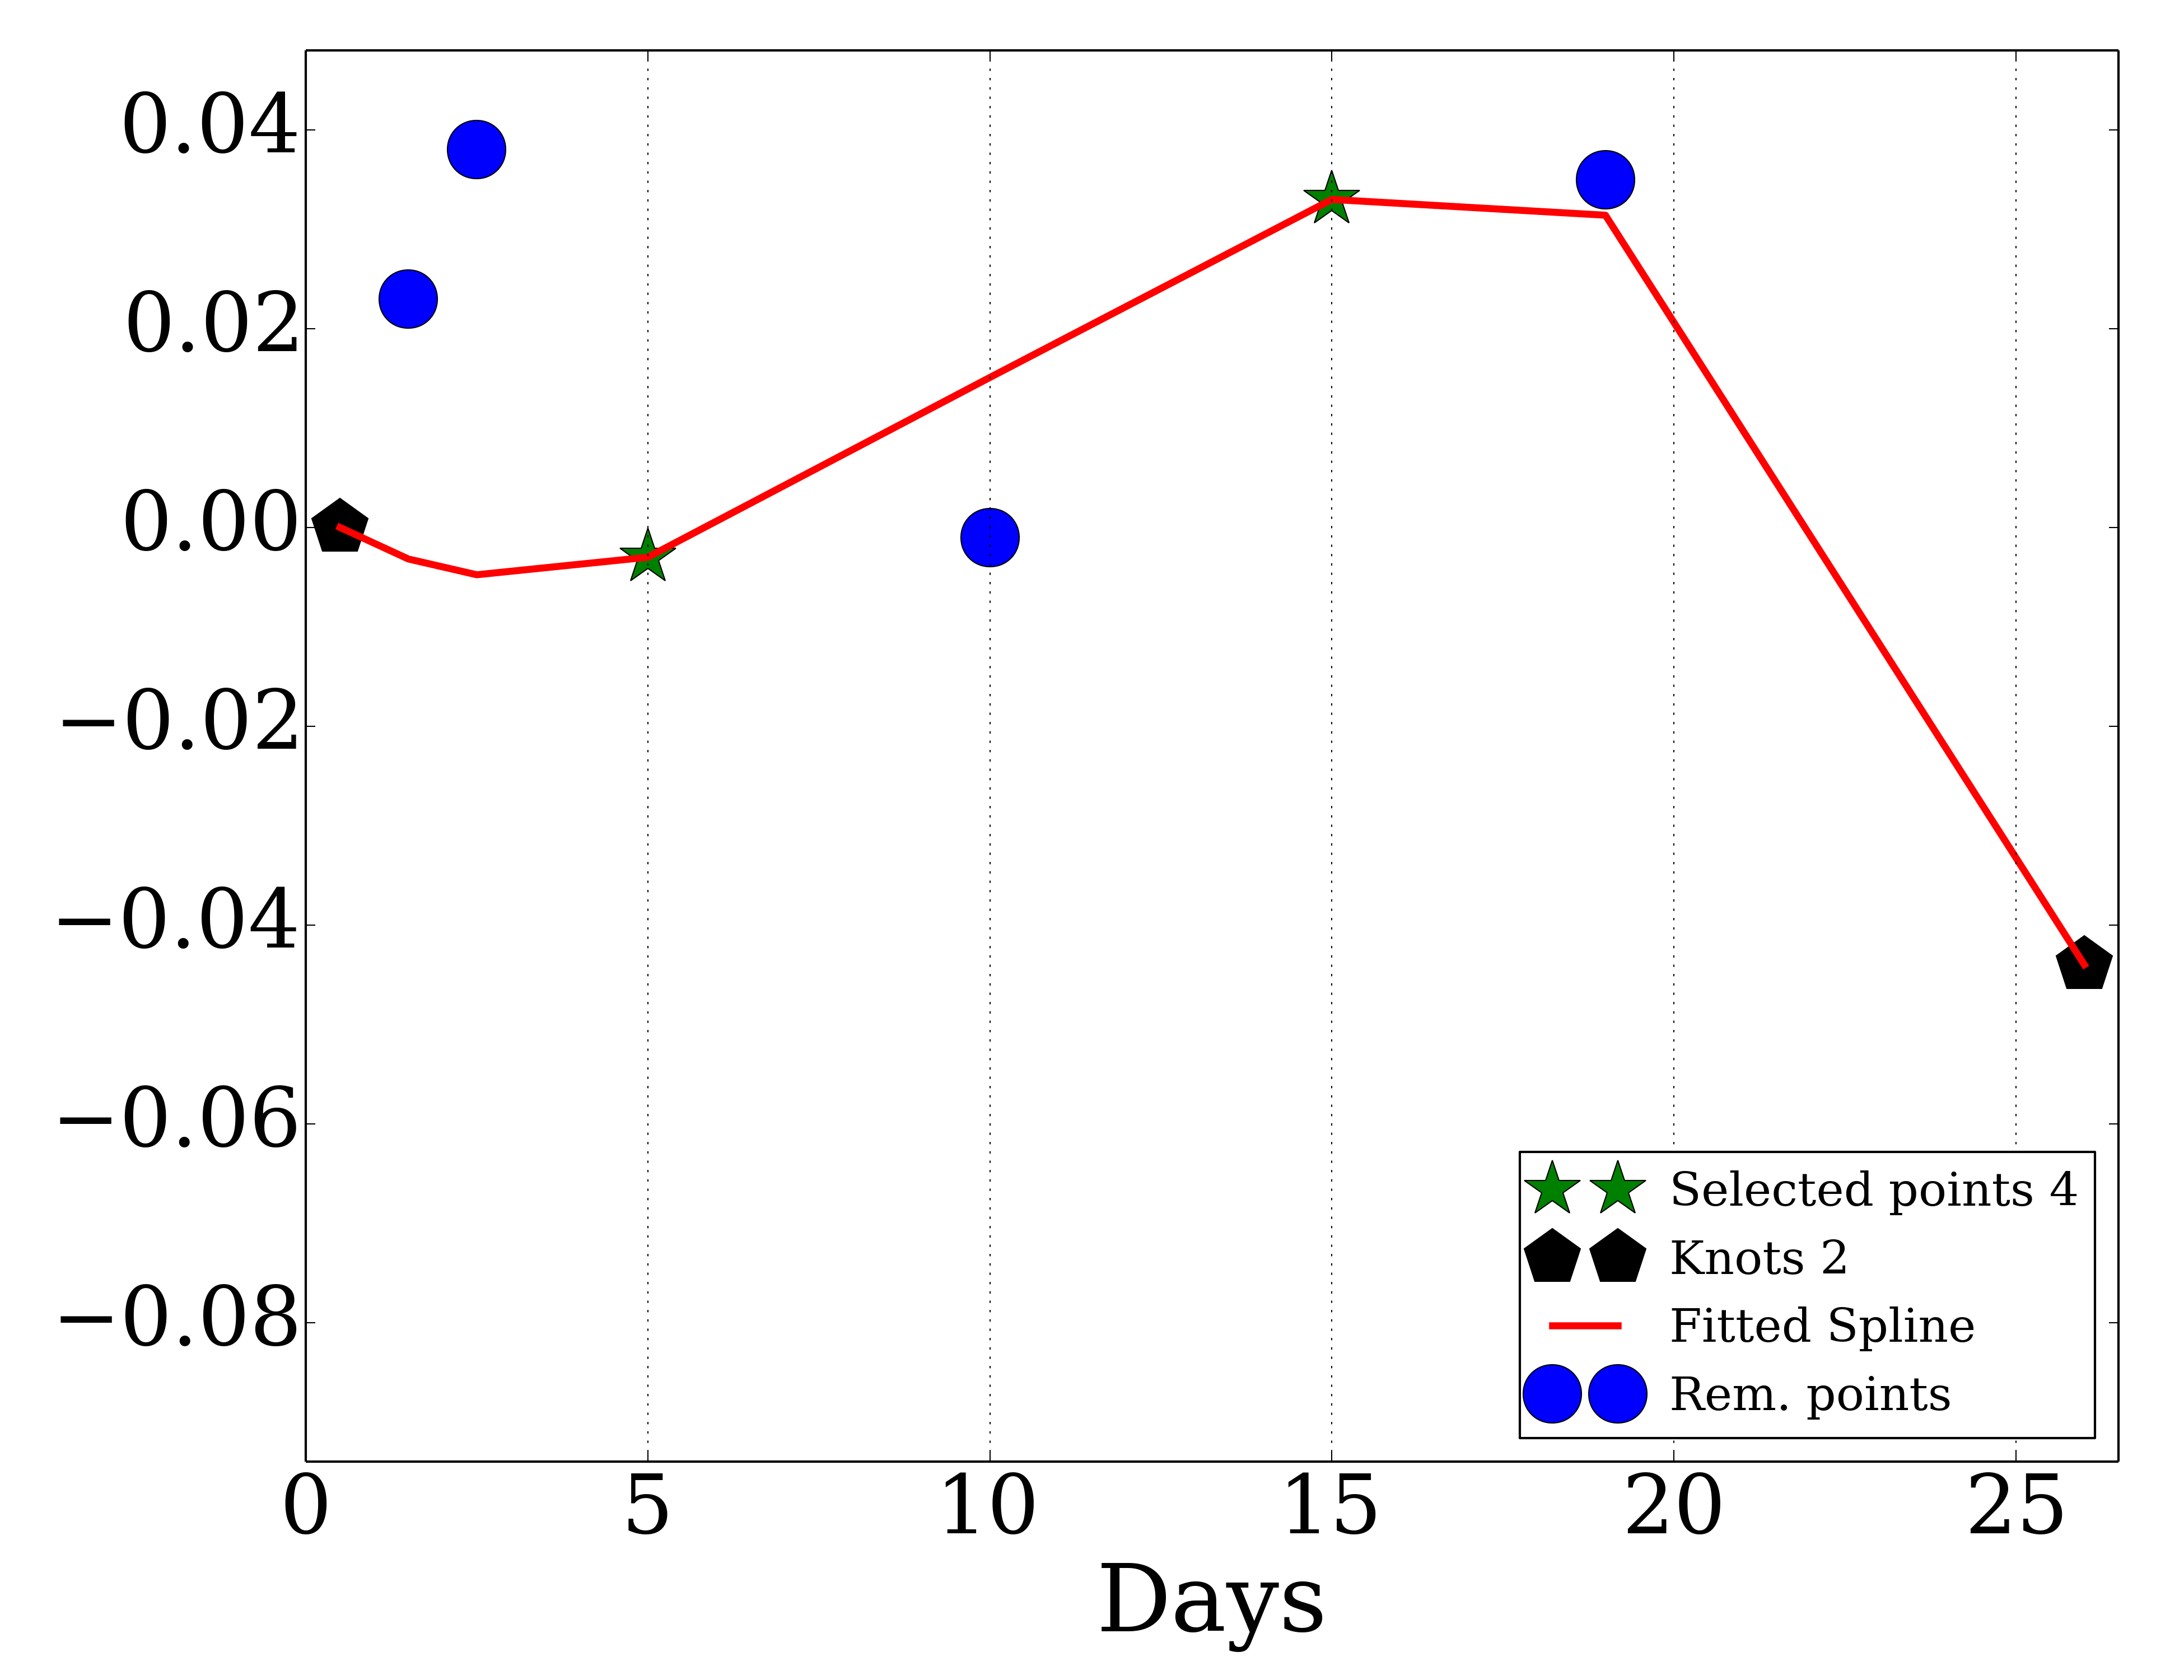 0.04
0.02
0.00
−0.02
−0.04
−0.06
−0.08
Selected points 4
Knots 2
Fitted Spline
Rem. points
0 5 10 15 20 25
Days